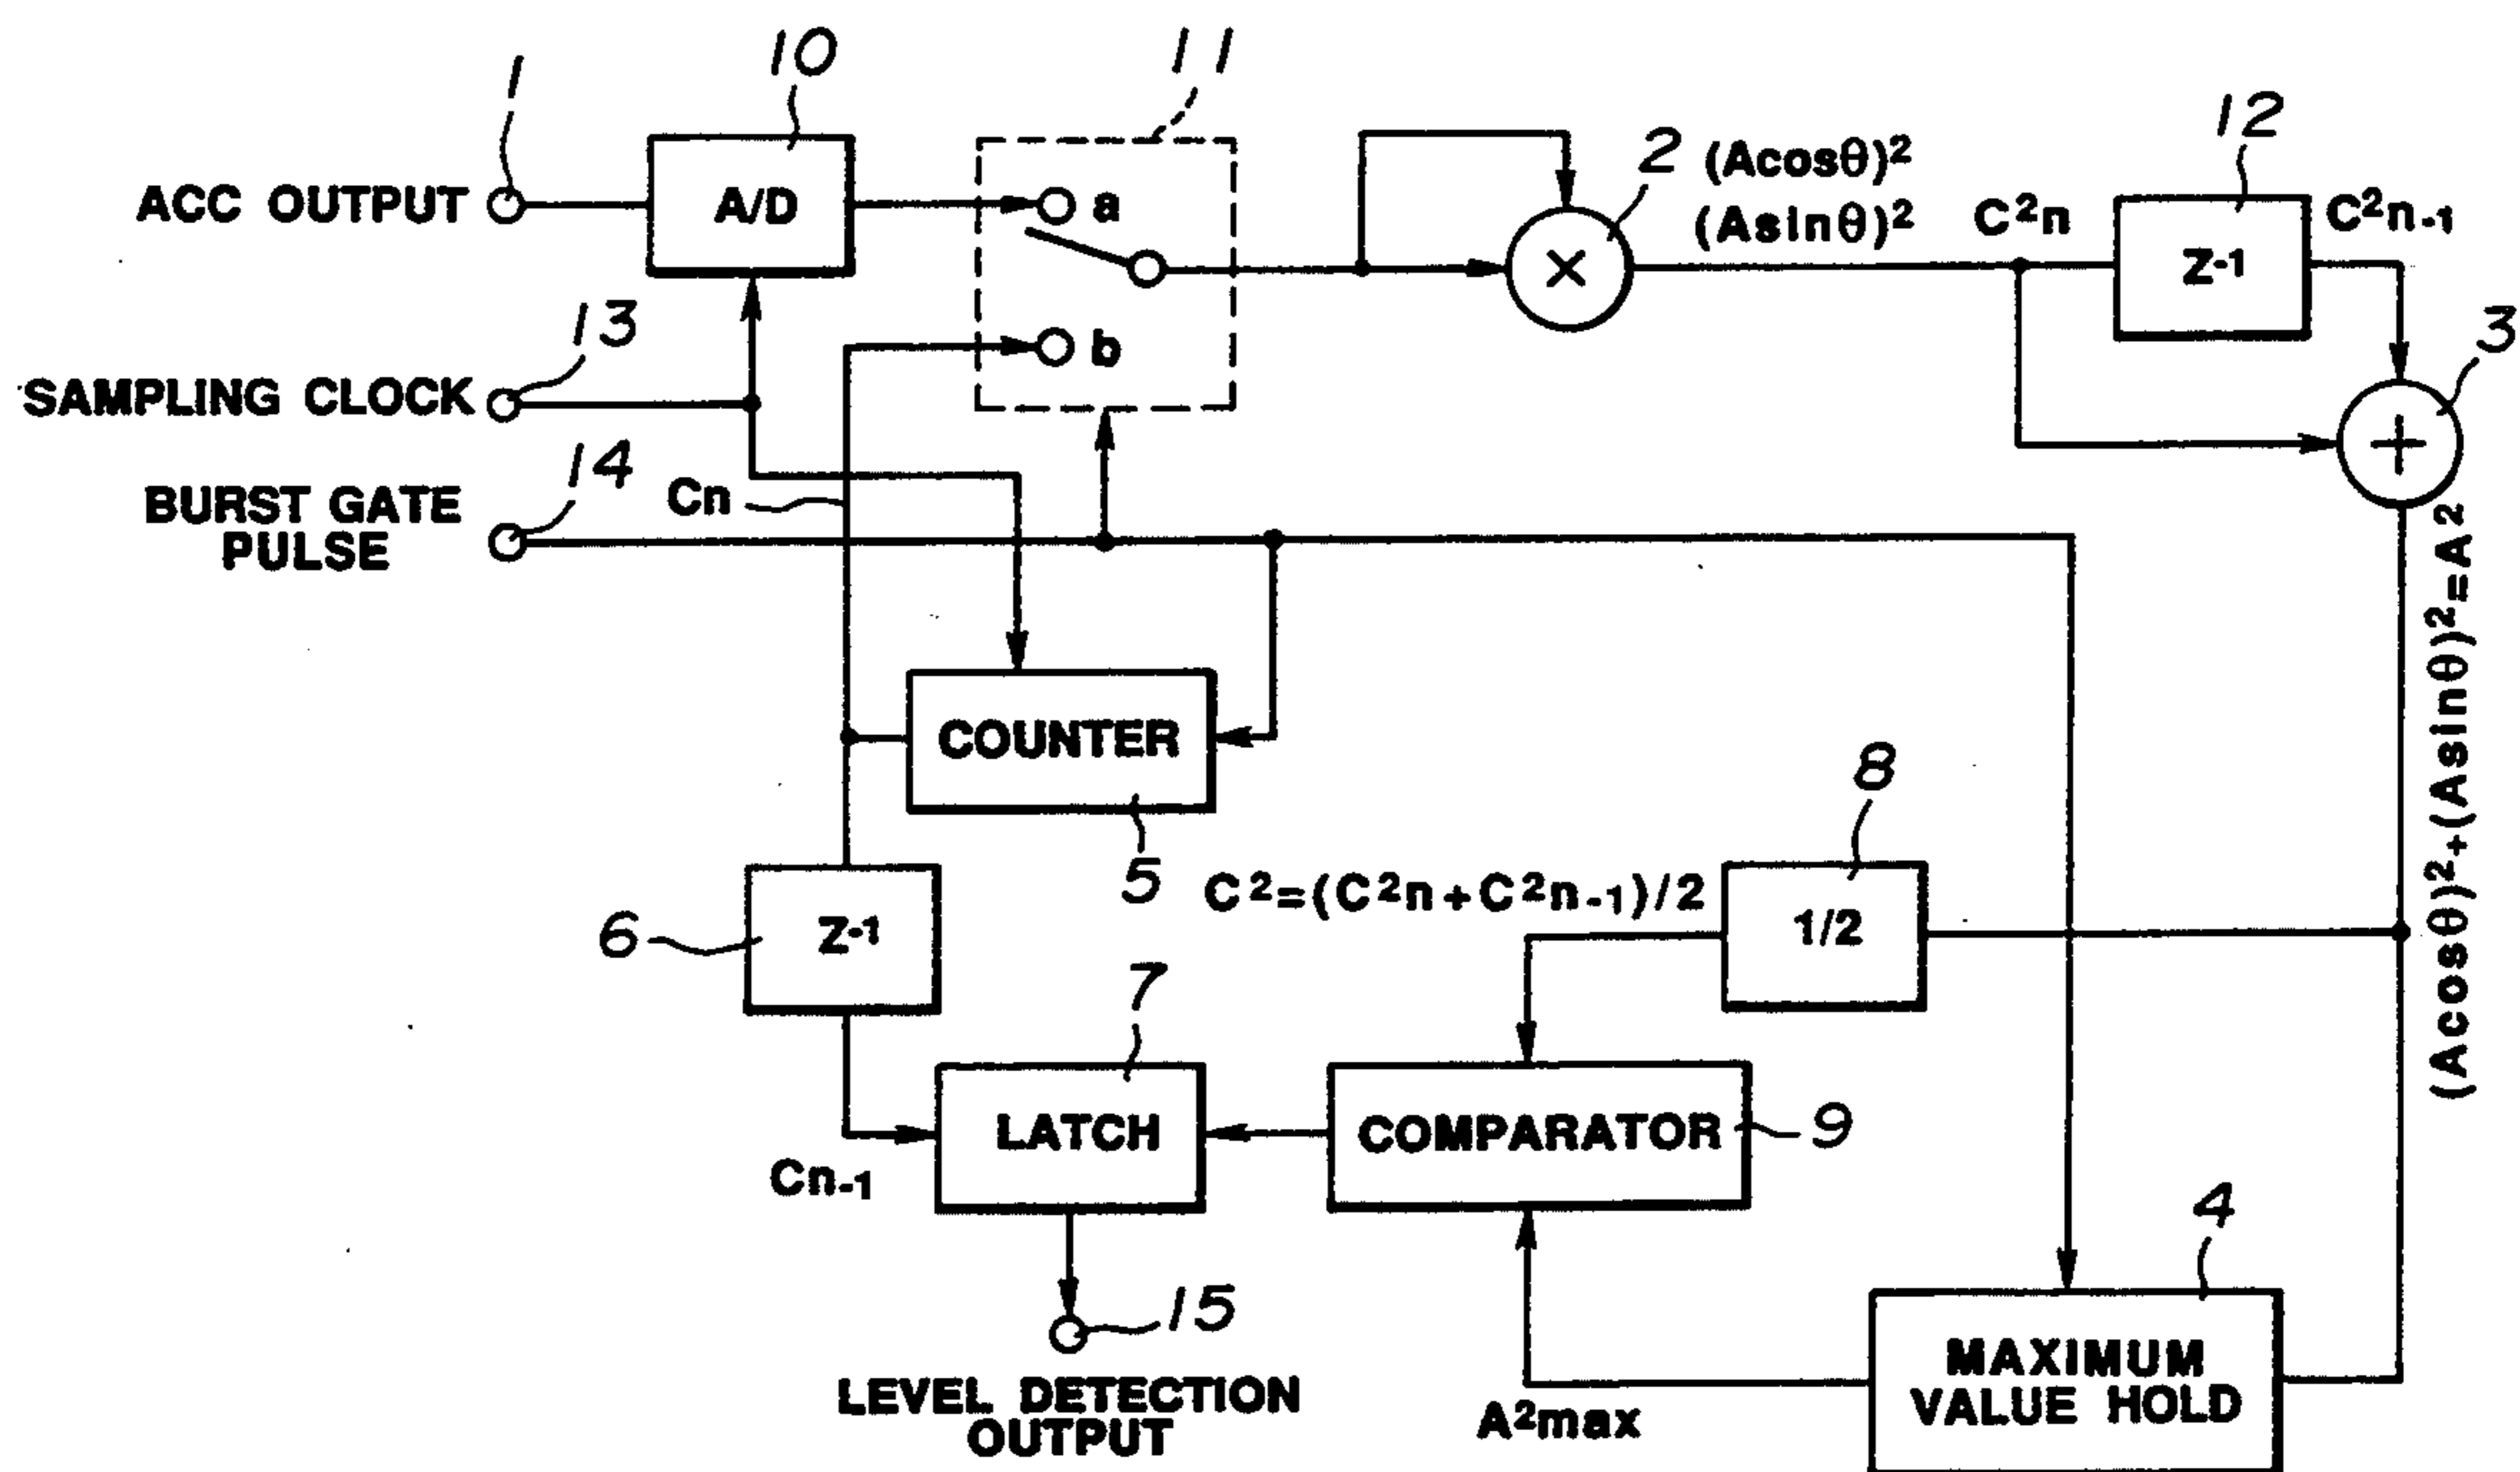 1
10
11
ACC OUTPUT
A/D
a
b
2
(Acosθ)²
(Asinθ)²
×
C²n
12
Z-1
C²n-1
3
+
13
SAMPLING CLOCK
14
BURST GATE
PULSE
Cn
COUNTER
5
(Acosθ)²+(Asinθ)²=A²
8
C²=(C²n+C²n-1)/2
1/2
6
Z-1
7
LATCH
Cn-1
COMPARATOR
9
4
MAXIMUM
VALUE HOLD
A²max
15
LEVEL DETECTION
OUTPUT